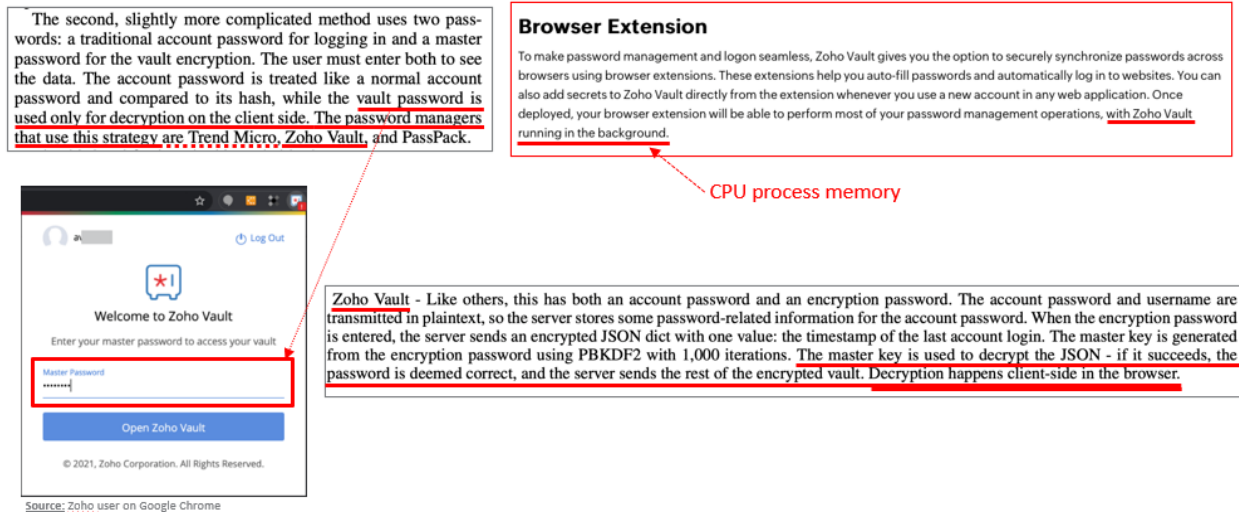 The second, slightly more complicated method uses two pass-
words: a traditional account password for logging in and a master
password for the vault encryption. The user must enter both to see
the data. The account password is treated like a normal account
password and compared to its hash, while the vault password is
used only for decryption on the client side. The password managers
that use this strategy are Trend Micro, Zoho Vault, and PassPack.
Browser Extension
To make password management and logon seamless, Zoho Vault gives you the option to securely synchronize passwords across
browsers using browser extensions. These extensions help you auto-fill passwords and automatically log in to websites. You can
also add secrets to Zoho Vault directly from the extension whenever you use a new account in any web application. Once
deployed, your browser extension will be able to perform most of your password management operations, with Zoho Vault
running in the background.
CPU process memory
Log Out
Welcome to Zoho Vault
Enter your master password to access your vault
Master Password
Open Zoho Vault
© 2021, Zoho Corporation. All Rights Reserved.
Source: Zoho user on Google Chrome
Zoho Vault - Like others, this has both an account password and an encryption password. The account password and username are
transmitted in plaintext, so the server stores some password-related information for the account password. When the encryption password
is entered, the server sends an encrypted JSON dict with one value: the timestamp of the last account login. The master key is generated
from the encryption password using PBKDF2 with 1,000 iterations. The master key is used to decrypt the JSON - if it succeeds, the
password is deemed correct, and the server sends the rest of the encrypted vault. Decryption happens client-side in the browser.